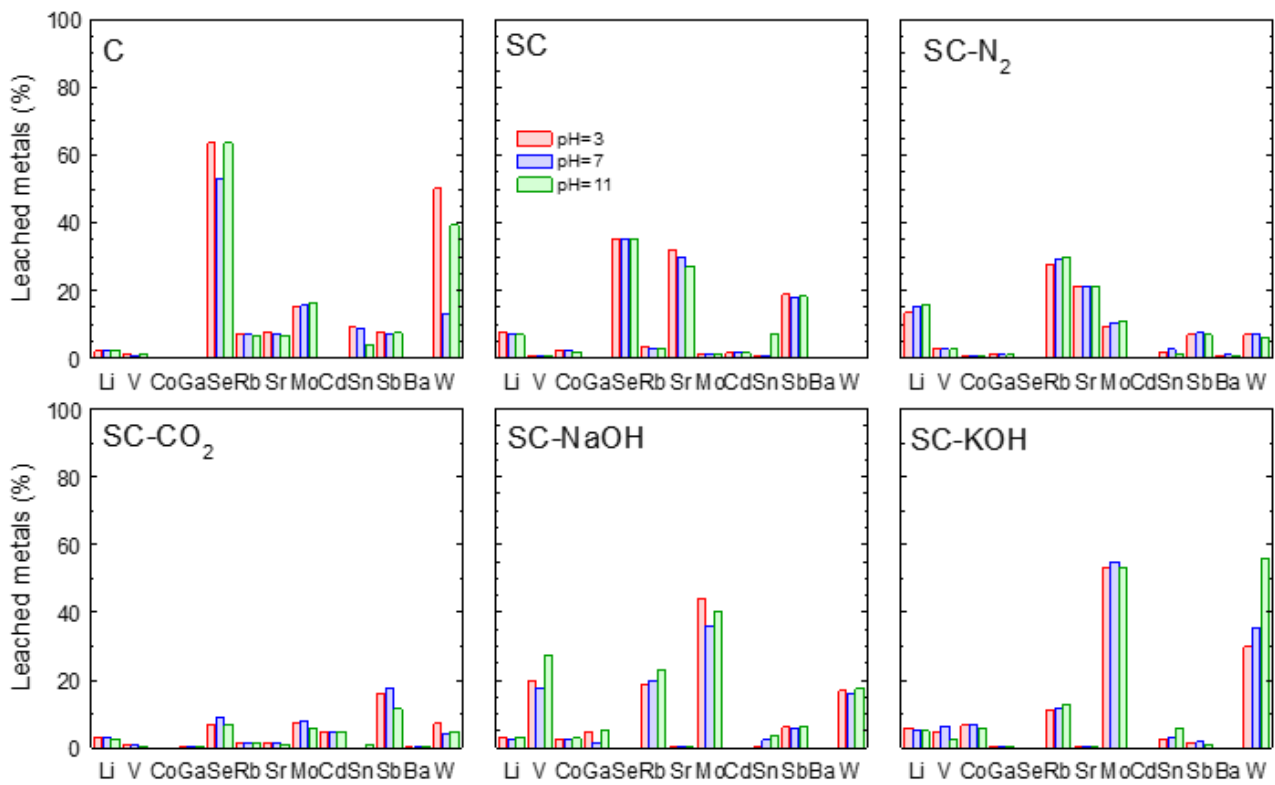 100
80
60
40
20
0
Leached metals (%)
C
Li V CoGaSeRb Sr MoCdSn SbBa W
SC
pH=3
pH=7
pH=11
Li V CoGaSeRb Sr MoCdSn SbBa W
SC-N₂
Li V CoGaSeRb Sr MoCdSn SbBa W
100
80
60
40
20
0
Leached metals (%)
SC-CO₂
Li V CoGaSeRb Sr MoCdSn SbBa W
SC-NaOH
Li V CoGaSeRb Sr MoCdSn SbBa W
SC-KOH
Li V CoGaSeRb Sr MoCdSn SbBa W